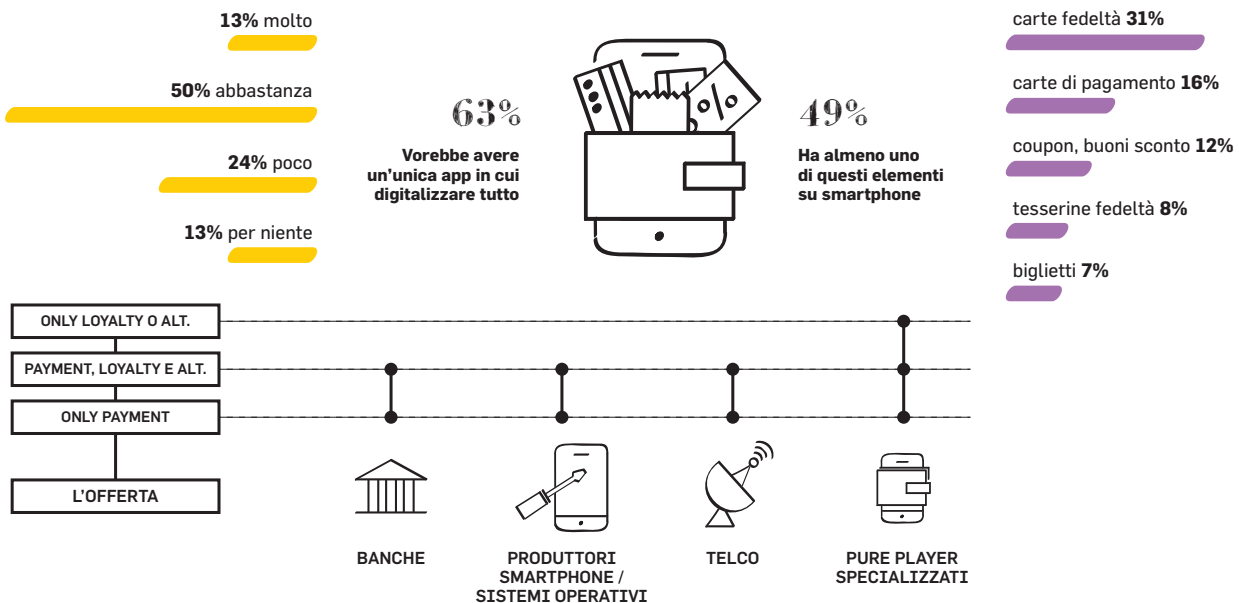 13% molto
50% abbastanza
24% poco
13% per niente
63%
Vorebbe avere
un'unica app in cui
digitalizzare tutto
%
49%
Ha almeno uno
di questi elementi
su smartphone
carte fedeltà 31%
carte di pagamento 16%
coupon, buoni sconto 12%
tesserine fedeltà 8%
biglietti 7%
ONLY LOYALTY O ALT.
PAYMENT, LOYALTY E ALT.
ONLY PAYMENT
L'OFFERTA
BANCHE
PRODUTTORI
SMARTPHONE /
SISTEMI OPERATIVI
TELCO
PURE PLAYER
SPECIALIZZATI